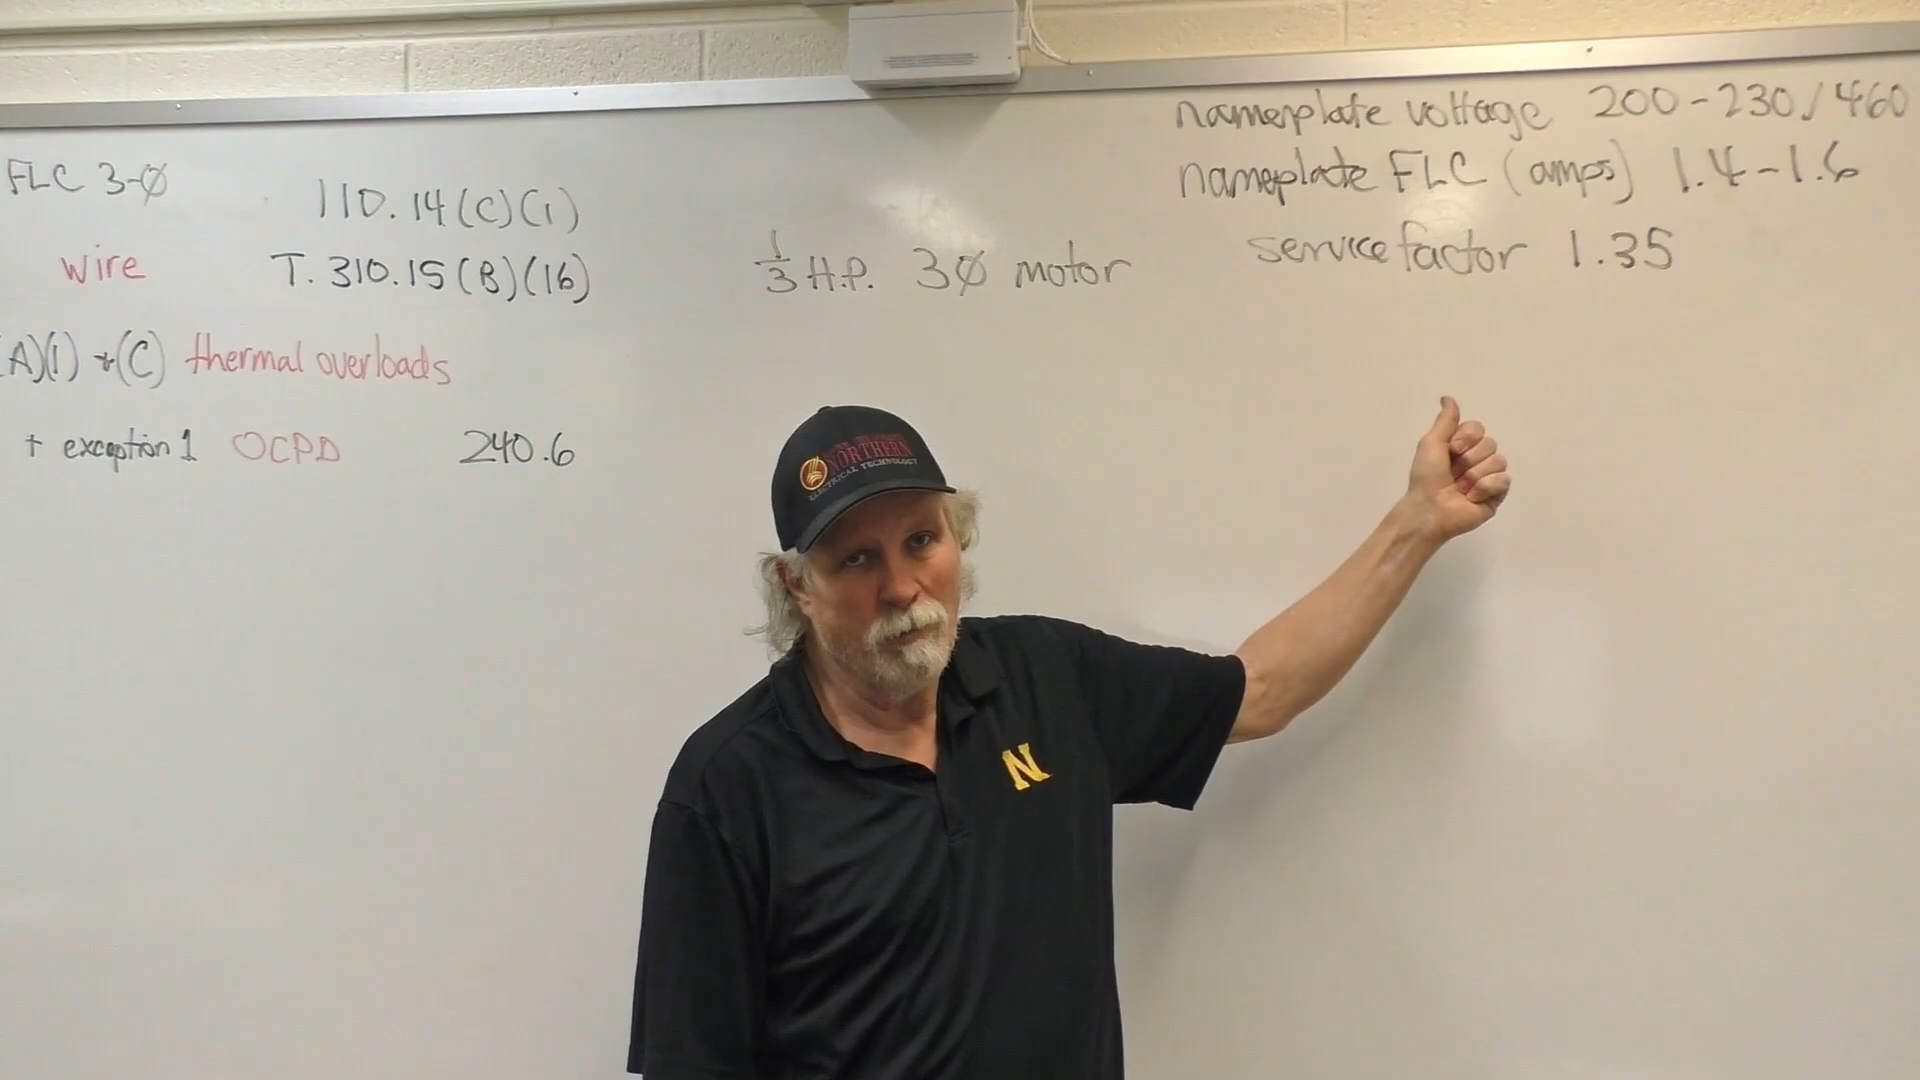 nameplate voltage 200-230/460
nameplate FLC (amps) 1.4-1.6
service factor 1.35
FLC 3-Ø 110.14(C)(1)
wire T. 310.15(B)(16)
1/3 H.P. 3Ø motor
A)(1) + (C) thermal overloads
+ exception 1 OCPD 240.6
NORTHERN
ELECTRICAL TECHNOLOGY
N